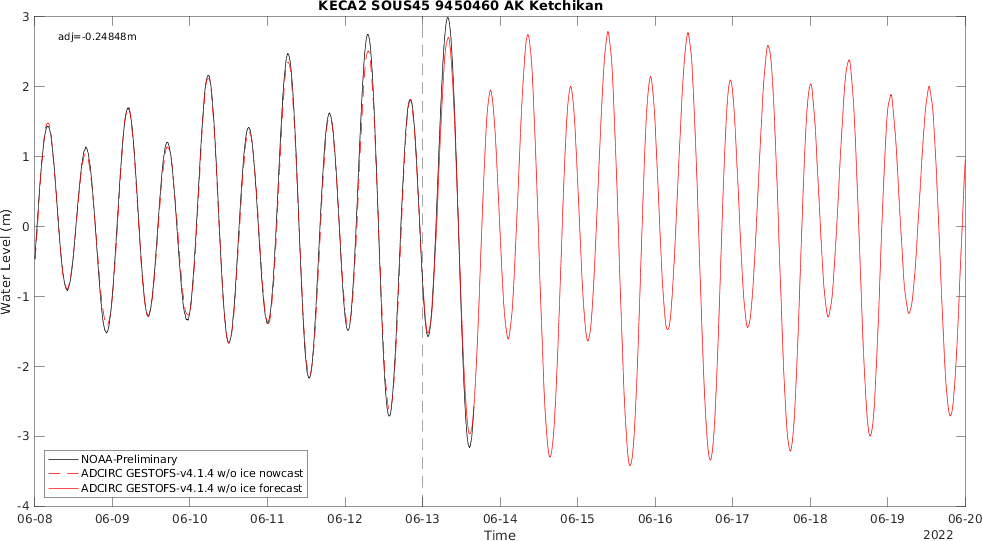 KECA2 SOUS45 9450460 AK Ketchikan
adj=-0.24848m
3
2
1
0
-1
-2
-3
-4
Water Level (m)
NOAA-Preliminary
ADCIRC GESTOFS-v4.1.4 w/o ice nowcast
ADCIRC GESTOFS-v4.1.4 w/o ice forecast
06-08 06-09 06-10 06-11 06-12 06-13 06-14 06-15 06-16 06-17 06-18 06-19 06-20
Time
2022